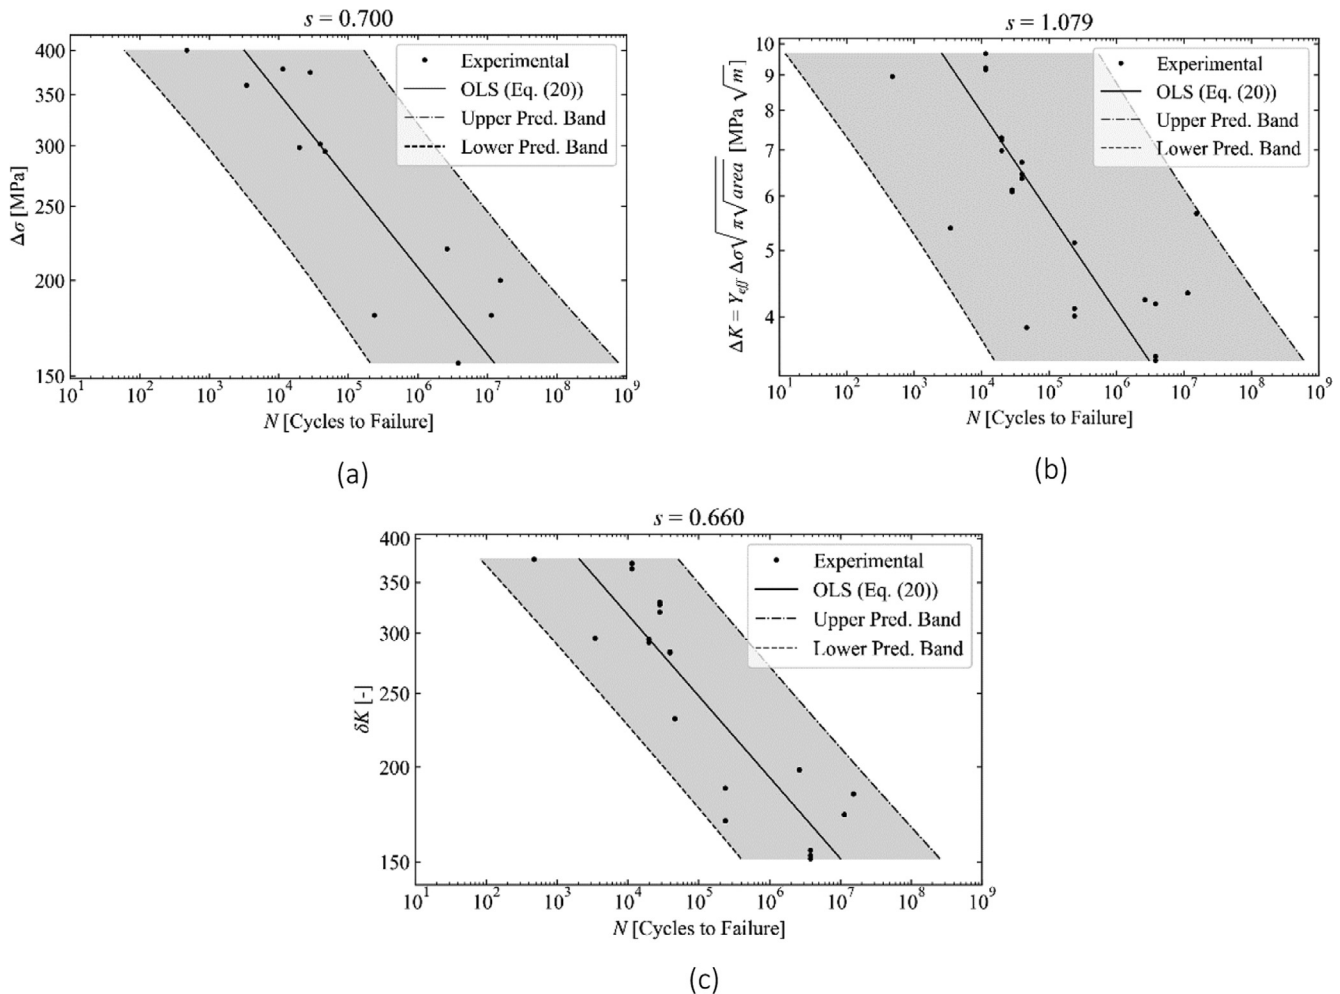 s = 0.700
400
350
300
250
200
150
Δσ [MPa]
Experimental
OLS (Eq. (20))
Upper Pred. Band
Lower Pred. Band
10¹ 10² 10³ 10⁴ 10⁵ 10⁶ 10⁷ 10⁸ 10⁹
N [Cycles to Failure]
(a)
s = 1.079
10
9
8
7
6
5
4
ΔK = Y_eff Δσ√(π√area) [MPa √m]
Experimental
OLS (Eq. (20))
Upper Pred. Band
Lower Pred. Band
10¹ 10² 10³ 10⁴ 10⁵ 10⁶ 10⁷ 10⁸ 10⁹
N [Cycles to Failure]
(b)
s = 0.660
400
350
300
250
200
150
δK [-]
Experimental
OLS (Eq. (20))
Upper Pred. Band
Lower Pred. Band
10¹ 10² 10³ 10⁴ 10⁵ 10⁶ 10⁷ 10⁸ 10⁹
N [Cycles to Failure]
(c)